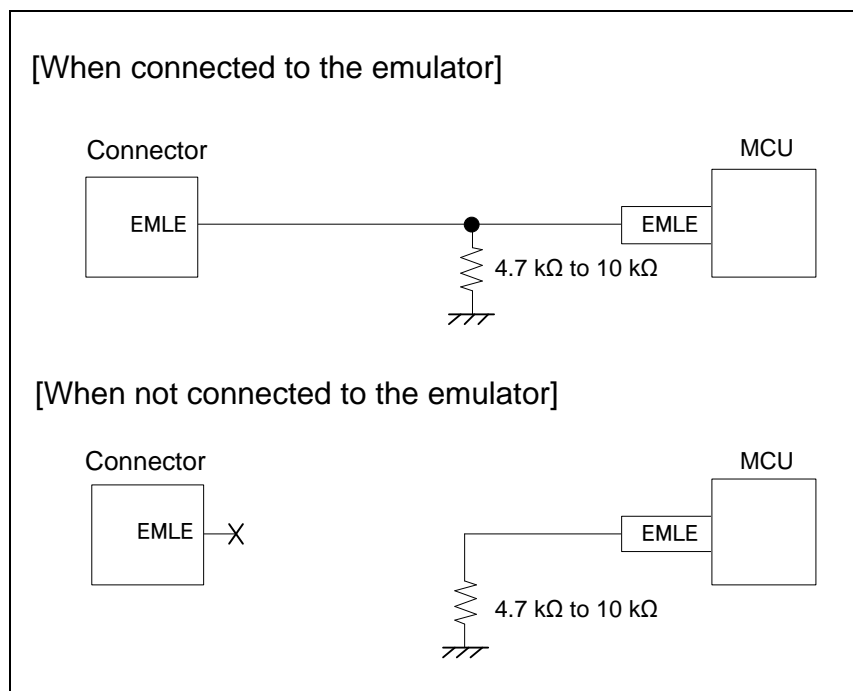 [When connected to the emulator]
Connector
MCU
EMLE
EMLE
4.7 kΩ to 10 kΩ
[When not connected to the emulator]
Connector
MCU
EMLE
EMLE
4.7 kΩ to 10 kΩ